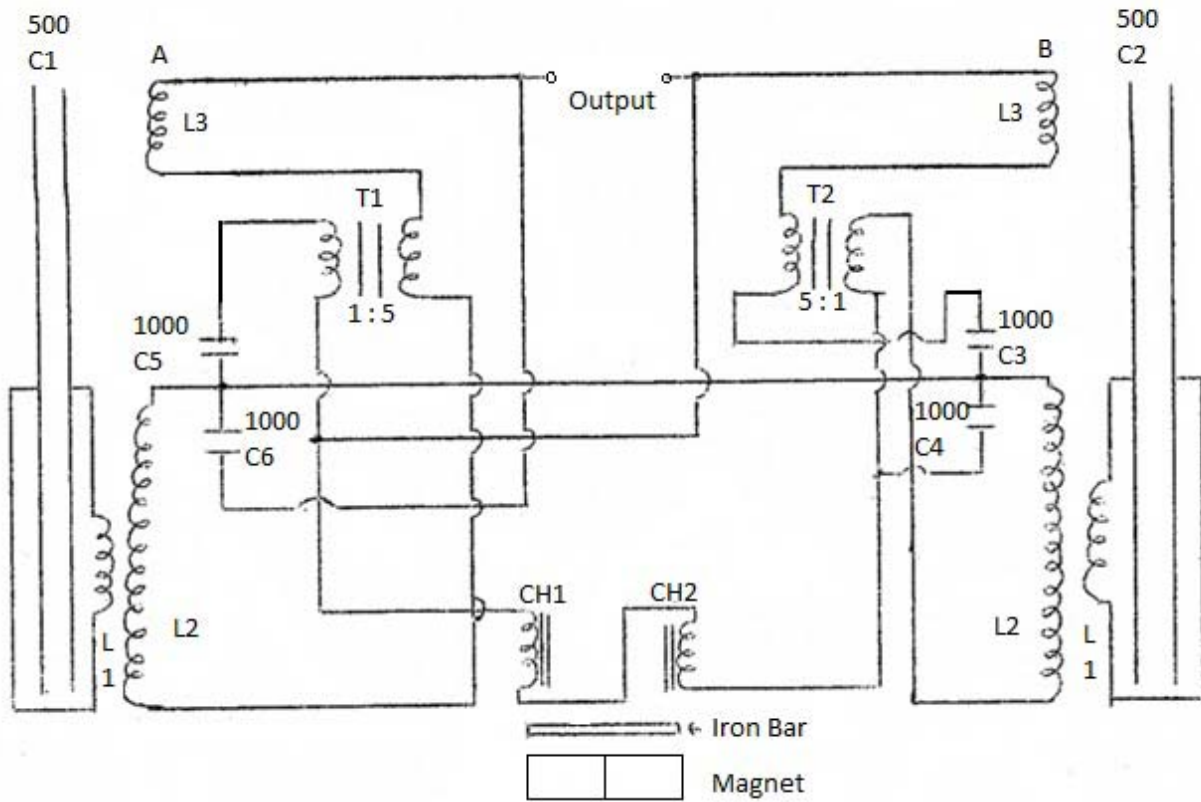 500
C1
A
B
500
C2
Output
L3
L3
T1
T2
1 : 5
5 : 1
1000
C5
1000
C3
1000
C6
1000
C4
CH1
CH2
L2
L2
L
1
L
1
Iron Bar
Magnet